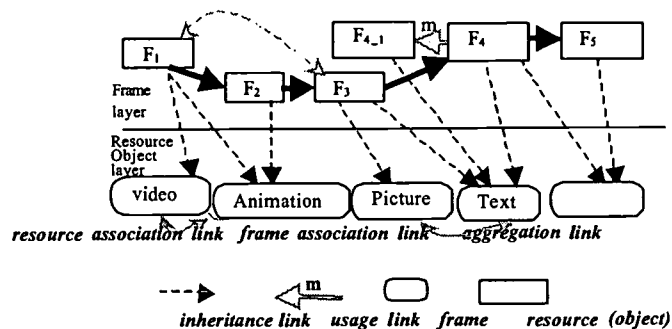 m
F4_1 F4 F5
F1
F2 F3
Frame
layer
Resource
Object
layer
video Animation Picture Text
resource association link frame association link aggregation link
m
inheritance link usage link frame resource (object)